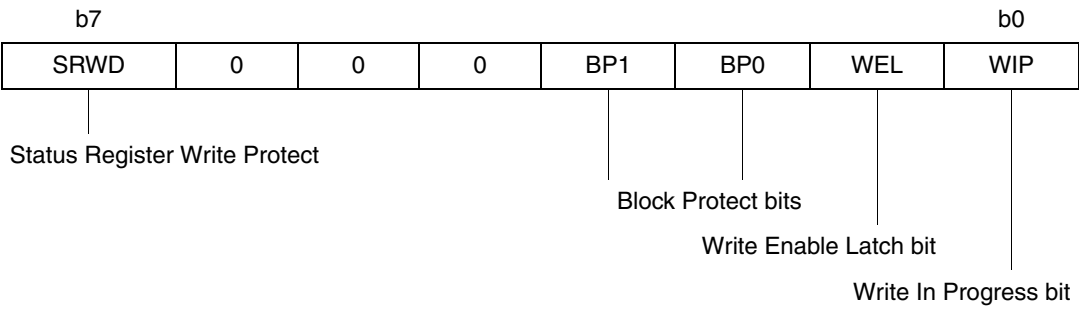 b7 b0
SRWD 0 0 0 BP1 BP0 WEL WIP
Status Register Write Protect
Block Protect bits
Write Enable Latch bit
Write In Progress bit